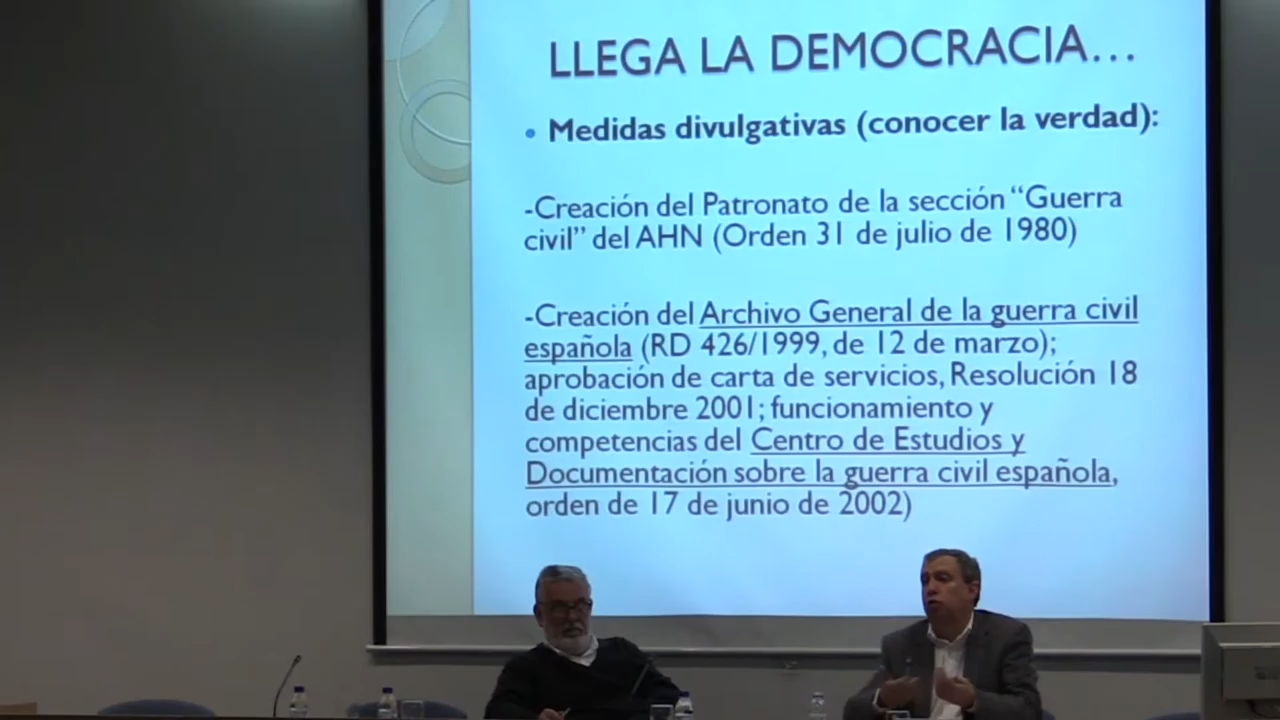 LLEGA LA DEMOCRACIA...
• Medidas divulgativas (conocer la verdad):
-Creación del Patronato de la sección “Guerra
civil” del AHN (Orden 31 de julio de 1980)
-Creación del Archivo General de la guerra civil
española (RD 426/1999, de 12 de marzo);
aprobación de carta de servicios, Resolución 18
de diciembre 2001; funcionamiento y
competencias del Centro de Estudios y
Documentación sobre la guerra civil española,
orden de 17 de junio de 2002)